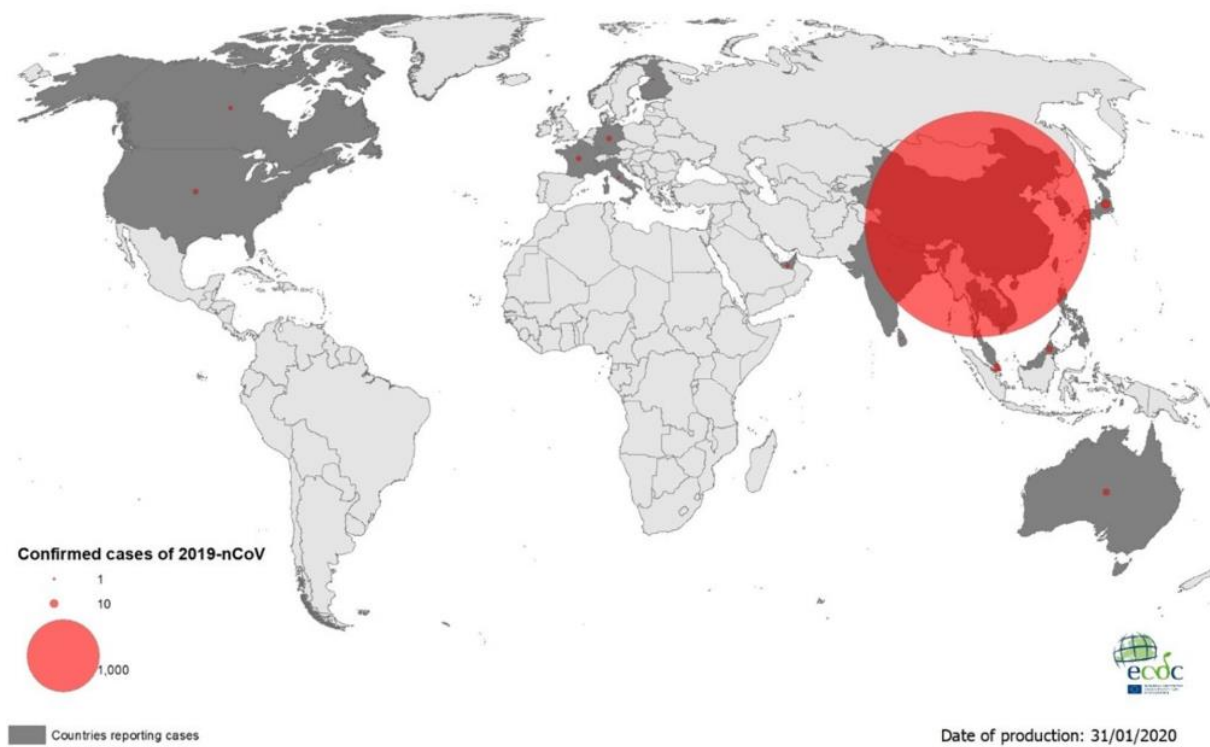 Confirmed cases of 2019-nCoV
1
10
1,000
Countries reporting cases
ecdc
Date of production: 31/01/2020